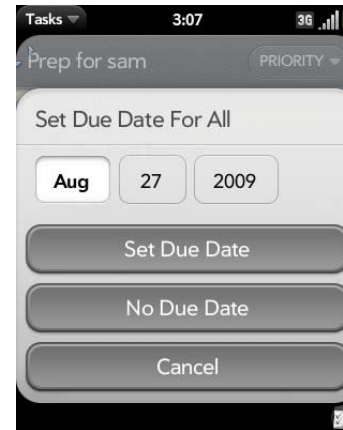 Tasks 3:07 3G
Prep for sam PRIORITY
Set Due Date For All
Aug 27 2009
Set Due Date
No Due Date
Cancel